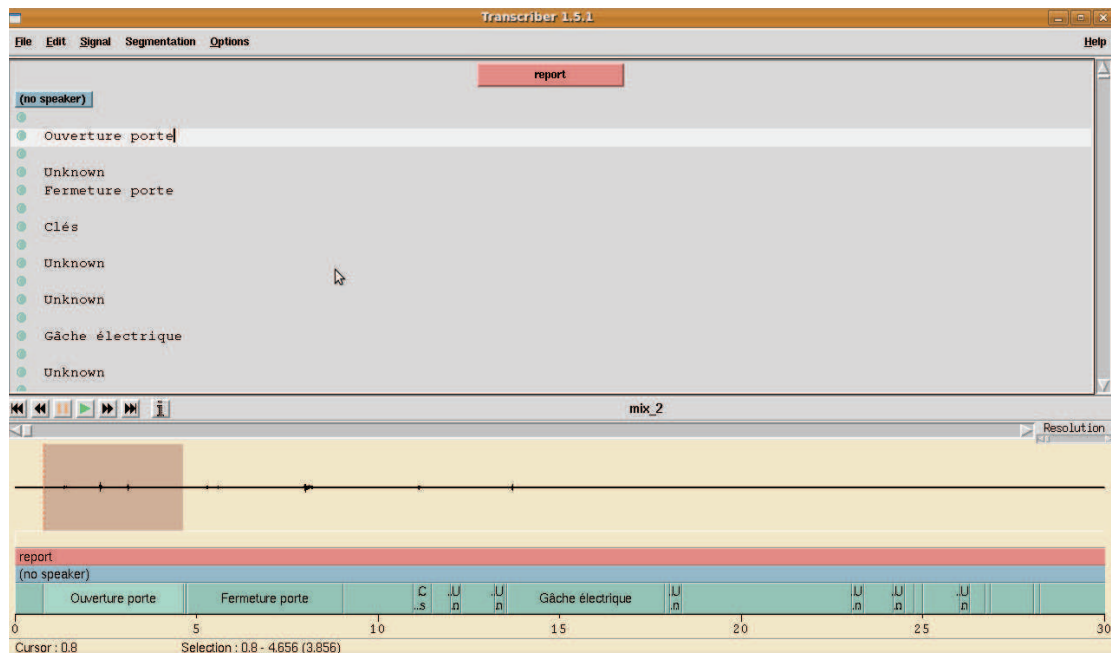 Transcriber 1.5.1
File Edit Signal Segmentation Options Help
report
(no speaker)
Ouverture porte
Unknown
Fermeture porte
Clés
Unknown
Unknown
Gâche électrique
Unknown
mix_2
Resolution
report
(no speaker)
Ouverture porte Fermeture porte C ..s ..U .n ..U .n Gâche électrique ..U .n ..U .n ..U .n ..U .n
0 5 10 15 20 25 30
Cursor : 0.8 Selection : 0.8 - 4.656 (3.856)